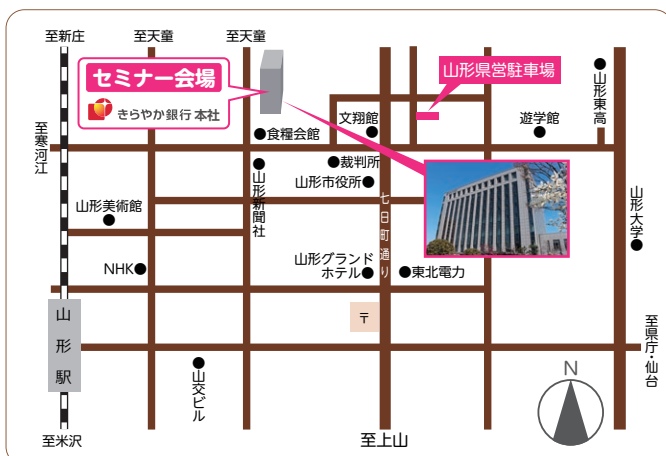 至新庄
至天童
至天童
セミナー会場
きらやか銀行 本社
山形県営駐車場
山形東高
至寒河江
食糧会館
文翔館
遊学館
裁判所
山形新聞社
山形市役所
山形美術館
七日町通り
山形大学
NHK
山形グランド
ホテル
東北電力
〒
山形駅
至県庁・仙台
山交ビル
N
至米沢
至上山